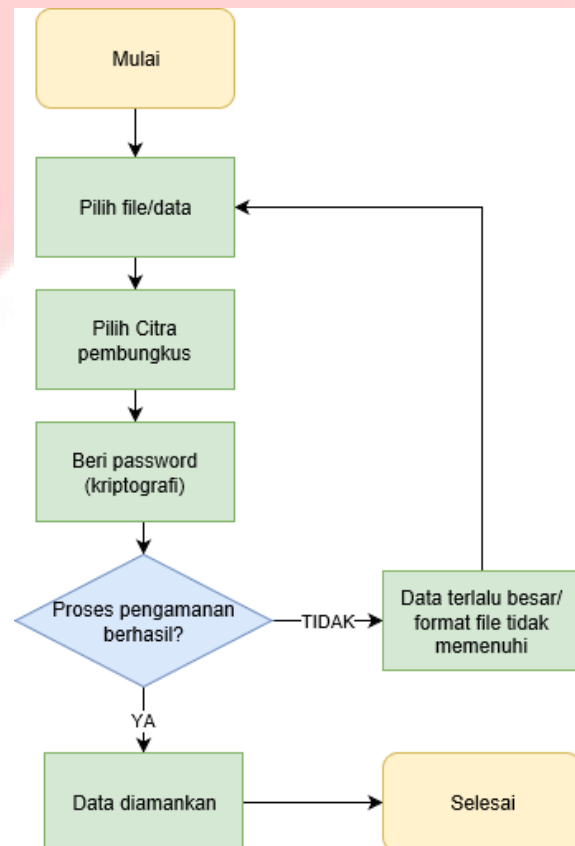 Mulai
Pilih file/data
Pilih Citra
pembungkus
Beri password
(kriptografi)
Proses pengamanan
berhasil?
TIDAK
Data terlalu besar/
format file tidak
memenuhi
YA
Data diamankan
Selesai